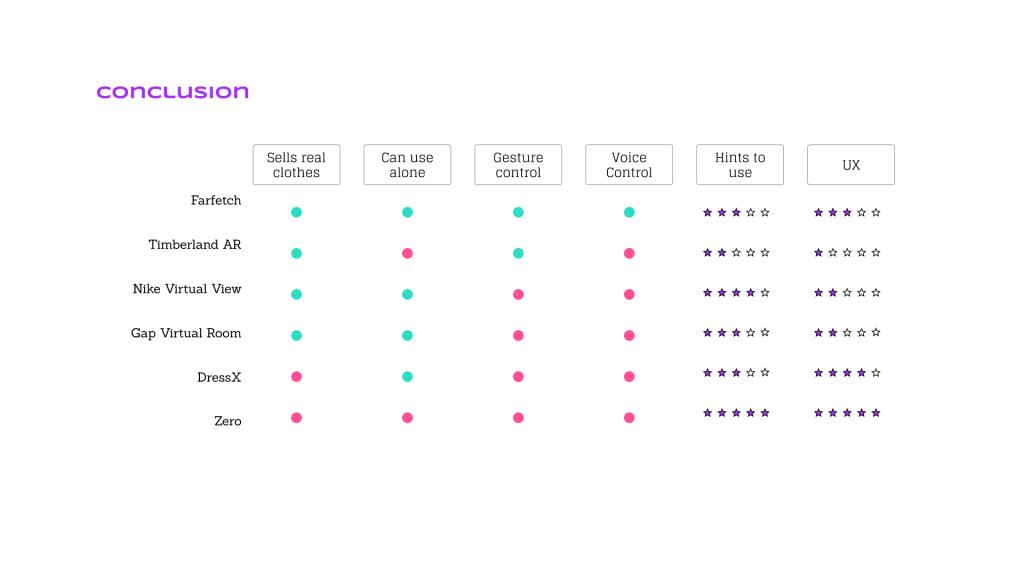 conclusion
Sells real
clothes
Can use
alone
Gesture
control
Voice
Control
Hints to
use
UX
Farfetch
Timberland AR
Nike Virtual View
Gap Virtual Room
DressX
Zero